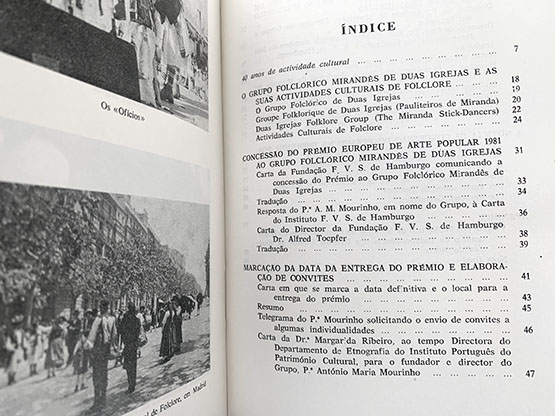 Os «Ofícios»
al de Folclore, em Madrid
ÍNDICE
40 anos de actividade cultural ... 7
O GRUPO FOLCLÓRICO MIRANDÊS DE DUAS IGREJAS E AS
SUAS ACTIVIDADES CULTURAIS DE FOLCLORE ... 18
O Grupo Folclórico de Duas Igrejas ... 19
Groupe Folklorique de Duas Igrejas (Pauliteiros de Miranda) 20
Duas Igrejas Folklore Group (The Miranda Stick-Dancers) 22
Actividades Culturais de Folclore ... 24
CONCESSÃO DO PREMIO EUROPEU DE ARTE POPULAR 1981
AO GRUPO FOLCLÓRICO MIRANDÊS DE DUAS IGREJAS 31
Carta da Fundação F. V. S. de Hamburgo comunicando a
concessão do Prémio ao Grupo Folclórico Mirandês de
Duas Igrejas ... 33
Tradução ... 34
Resposta do P.ª A. M. Mourinho, em nome do Grupo, à Carta
do Instituto F. V. S. de Hamburgo ... 36
Carta do Director da Fundação F. V. S. de Hamburgo
Dr. Alfred Toepfer ... 38
Tradução ... 39
MARCAÇÃO DA DATA DA ENTREGA DO PRÉMIO E ELABORA-
ÇÃO DE CONVITES ... 41
Carta em que se marca a data definitiva e o local para a
entrega do prémio ... 43
Resumo ... 45
Telegrama do P.ª Mourinho solicitando o envio de convites a
algumas individualidades ... 46
Carta da Dr.ª Margarida Ribeiro, ao tempo Directora do
Departamento de Etnografia do Instituto Português do
Património Cultural, para o fundador e director do
Grupo, P.ª António Maria Mourinho ... 47